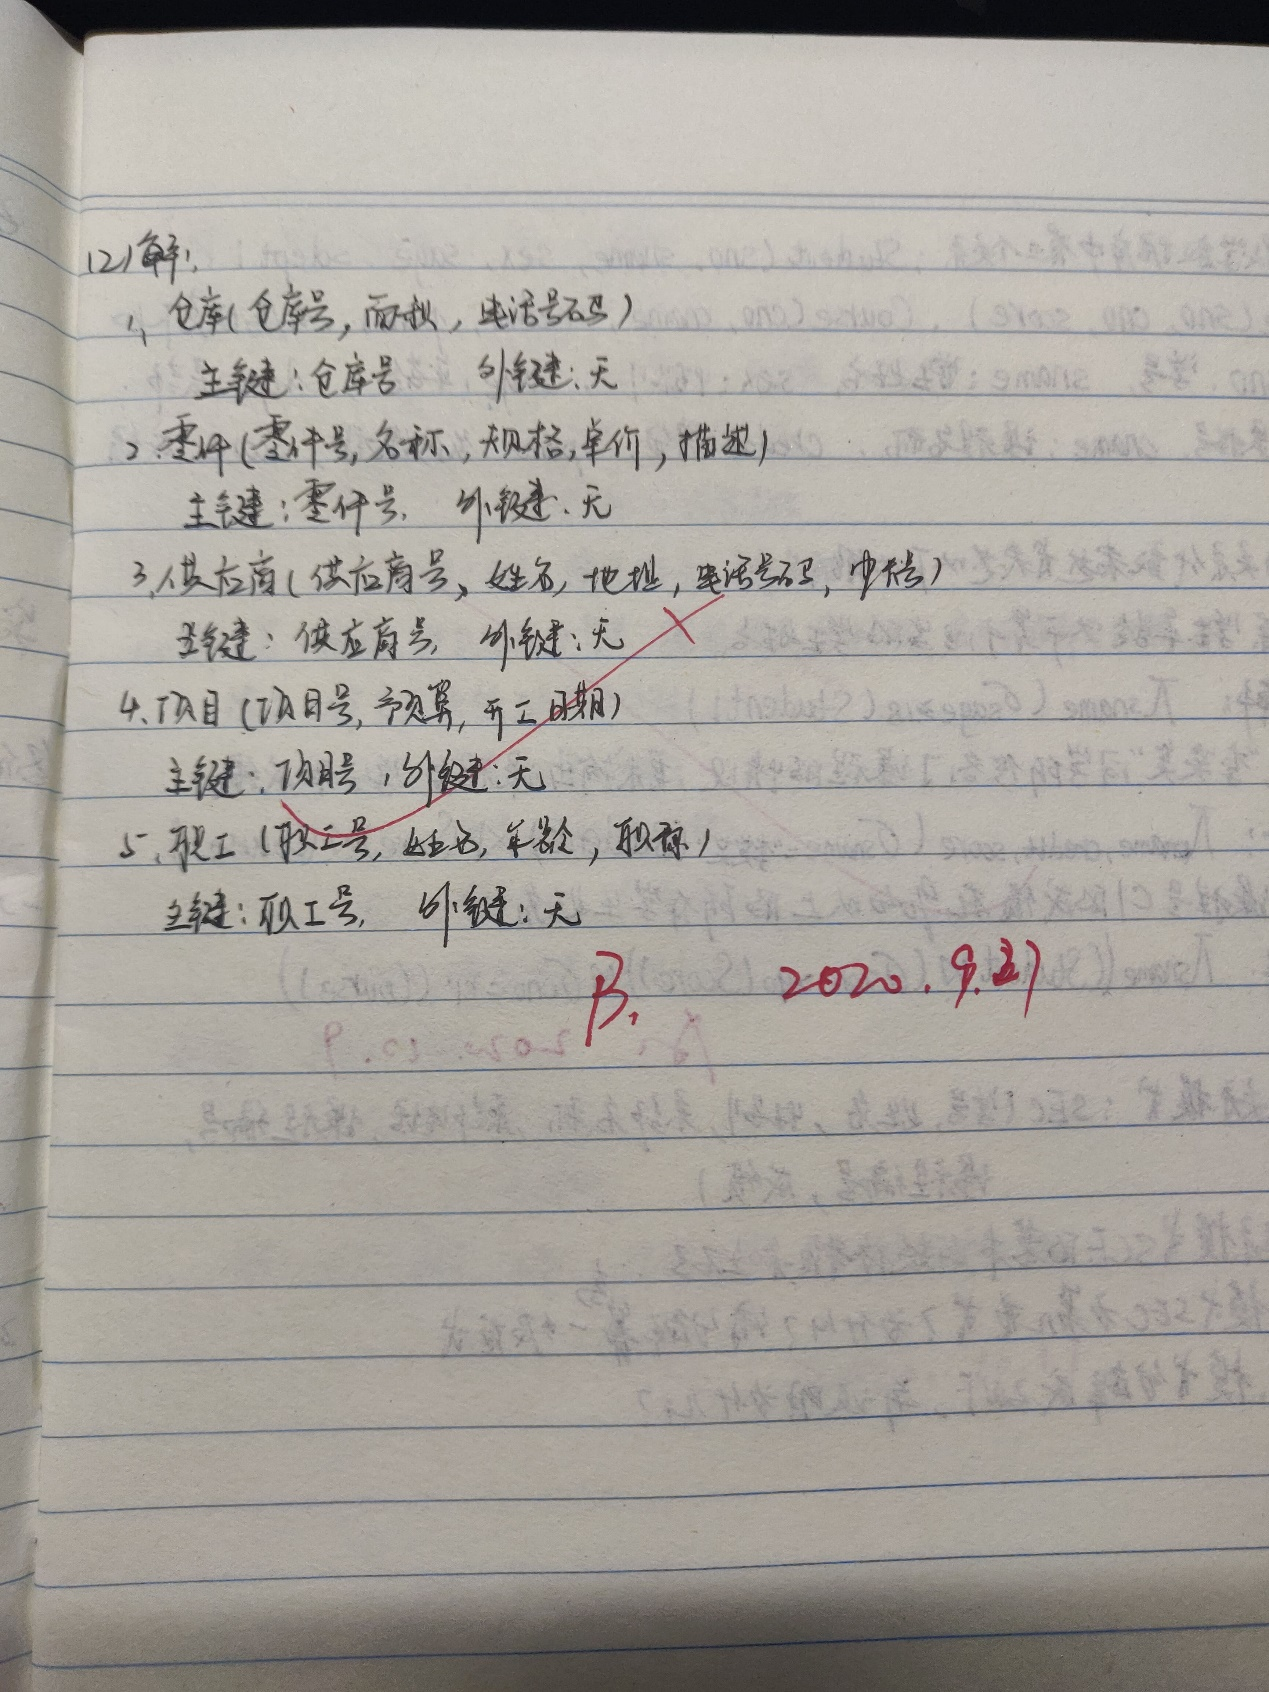 (2)解:
1、仓库(仓库号,面积,电话号码)
主键:仓库号 外键:无
2.零件(零件号,名称,规格,单价,描述)
主键:零件号, 外键:无
3、供应商(供应商号、姓名,地址,电话号码,
主键:供应商号, 外键:无
4、项目(项目号,预算,开工日期)
主键:项目号,外键:无
5、职工(职工号,姓名,年龄,职称)
主键:职工号, 外键:无
B. 2020.9.